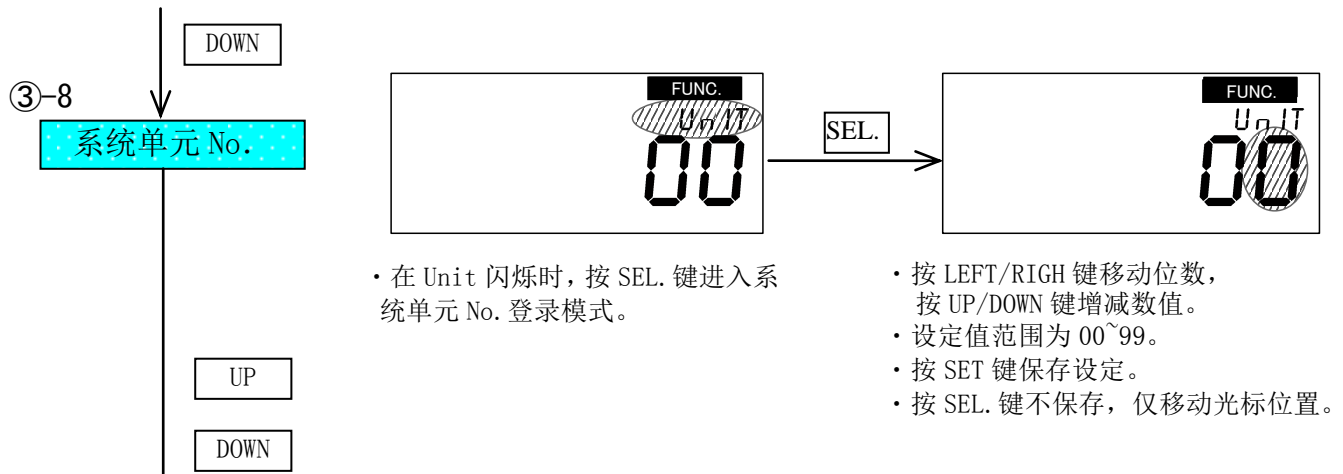 DOWN
③-8
系统单元 No.
FUNC.
UnIT
00
SEL.
FUNC.
UnIT
00
・在 Unit 闪烁时，按 SEL. 键进入系
统单元 No. 登录模式。
・按 LEFT/RIGH 键移动位数，
按 UP/DOWN 键增减数值。
・设定值范围为 00~99。
・按 SET 键保存设定。
・按 SEL. 键不保存，仅移动光标位置。
UP
DOWN